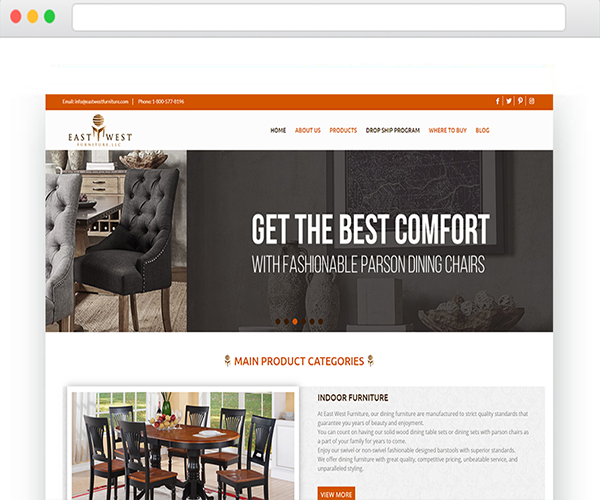 Email: info@eastwestfurniture.com | Phone: 1-800-577-8196
EAST WEST
FURNITURE, LLC
HOME ABOUT US PRODUCTS DROP SHIP PROGRAM WHERE TO BUY BLOG
GET THE BEST COMFORT
WITH FASHIONABLE PARSON DINING CHAIRS
MAIN PRODUCT CATEGORIES
INDOOR FURNITURE
At East West Furniture, our dining furniture are manufactured to strict quality standards that
guarantee you years of beauty and enjoyment.
You can count on having our solid wood dining table sets or dining sets with parson chairs as
a part of your family for years to come.
Enjoy our swivel or non swivel fashionable designed barstools with superior standards.
We offer dining furniture with great quality, competitive pricing, unbeatable service, and
unparalleled styling.
VIEW MORE